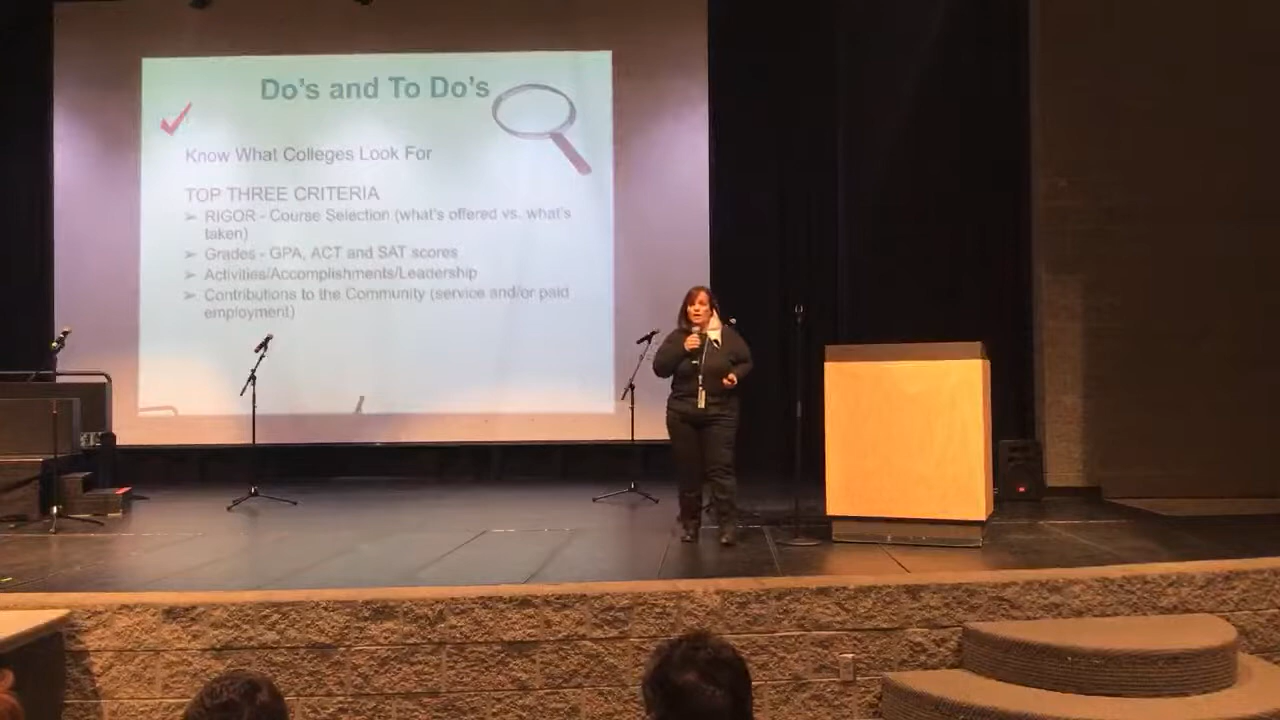 Do's and To Do's
Know What Colleges Look For
TOP THREE CRITERIA
➢ RIGOR - Course Selection (what's offered vs. what's
taken)
➢ Grades - GPA, ACT and SAT scores
➢ Activities/Accomplishments/Leadership
➢ Contributions to the Community (service and/or paid
employment)